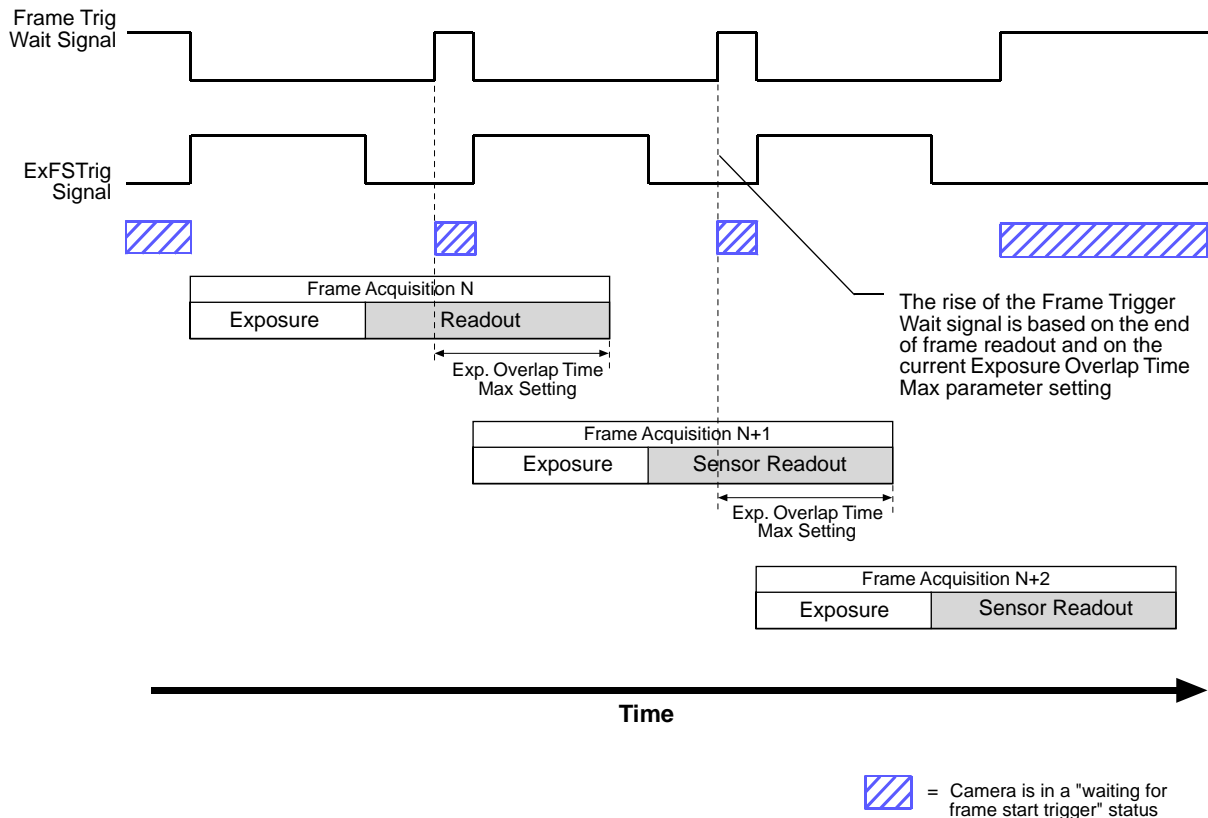 Frame Trig
Wait Signal
ExFSTrig
Signal
Frame Acquisition N
Exposure
Readout
Exp. Overlap Time
Max Setting
The rise of the Frame Trigger
Wait signal is based on the end
of frame readout and on the
current Exposure Overlap Time
Max parameter setting
Frame Acquisition N+1
Exposure
Sensor Readout
Exp. Overlap Time
Max Setting
Frame Acquisition N+2
Exposure
Sensor Readout
Time
= Camera is in a "waiting for
frame start trigger" status